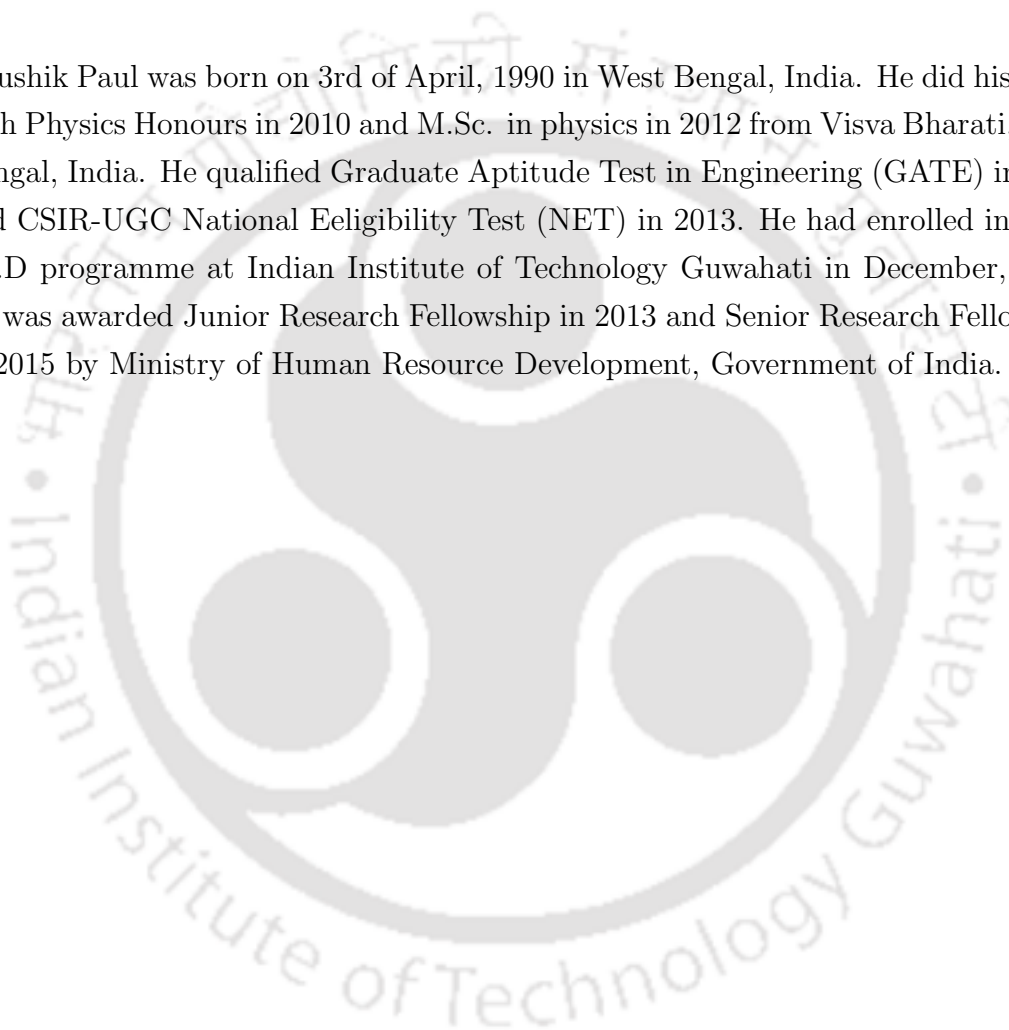 ushik Paul was born on 3rd of April, 1990 in West Bengal, India. He did his
h Physics Honours in 2010 and M.Sc. in physics in 2012 from Visva Bharati,
ngal, India. He qualified Graduate Aptitude Test in Engineering (GATE) in
d CSIR-UGC National Eeligibility Test (NET) in 2013. He had enrolled in
.D programme at Indian Institute of Technology Guwahati in December,
was awarded Junior Research Fellowship in 2013 and Senior Research Fello
2015 by Ministry of Human Resource Development, Government of India.
Indian Institute of Technology Guwahati